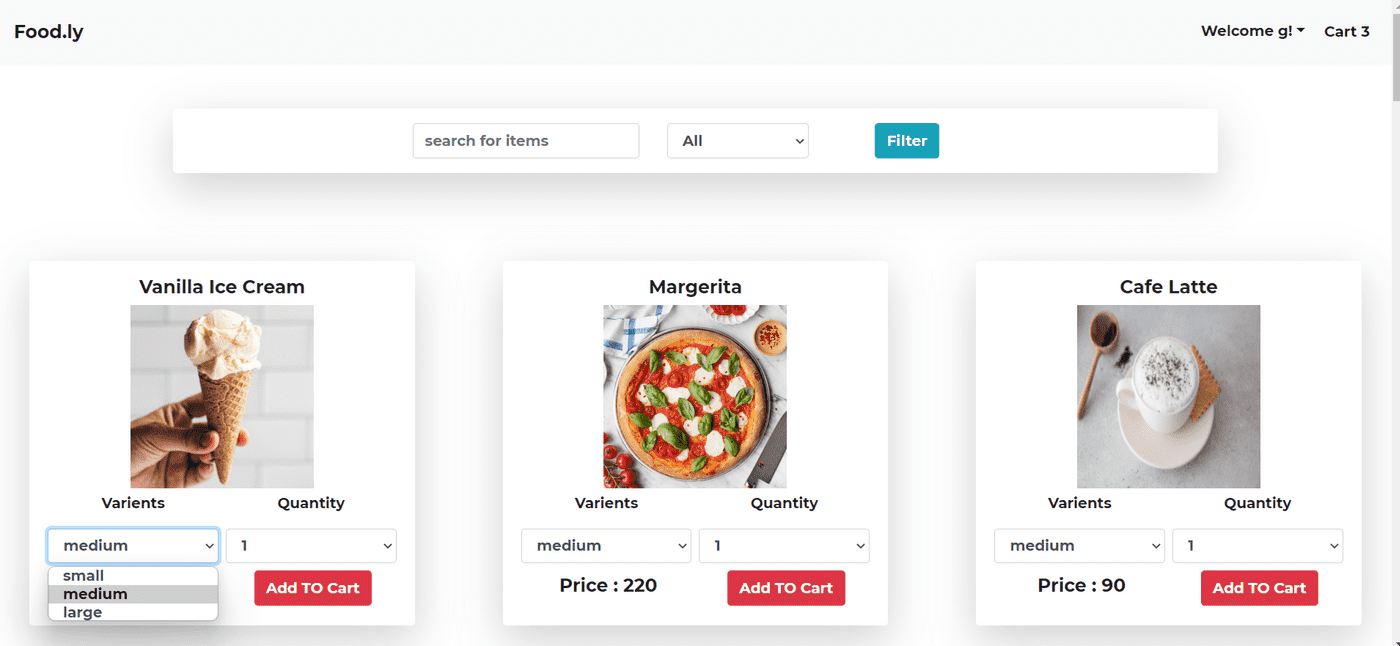 Food.ly
Welcome g! Cart 3
search for items All Filter
Vanilla Ice Cream
Varients Quantity
medium 1
small
medium
large
Add TO Cart
Margerita
Varients Quantity
medium 1
Price : 220 Add TO Cart
Cafe Latte
Varients Quantity
medium 1
Price : 90 Add TO Cart